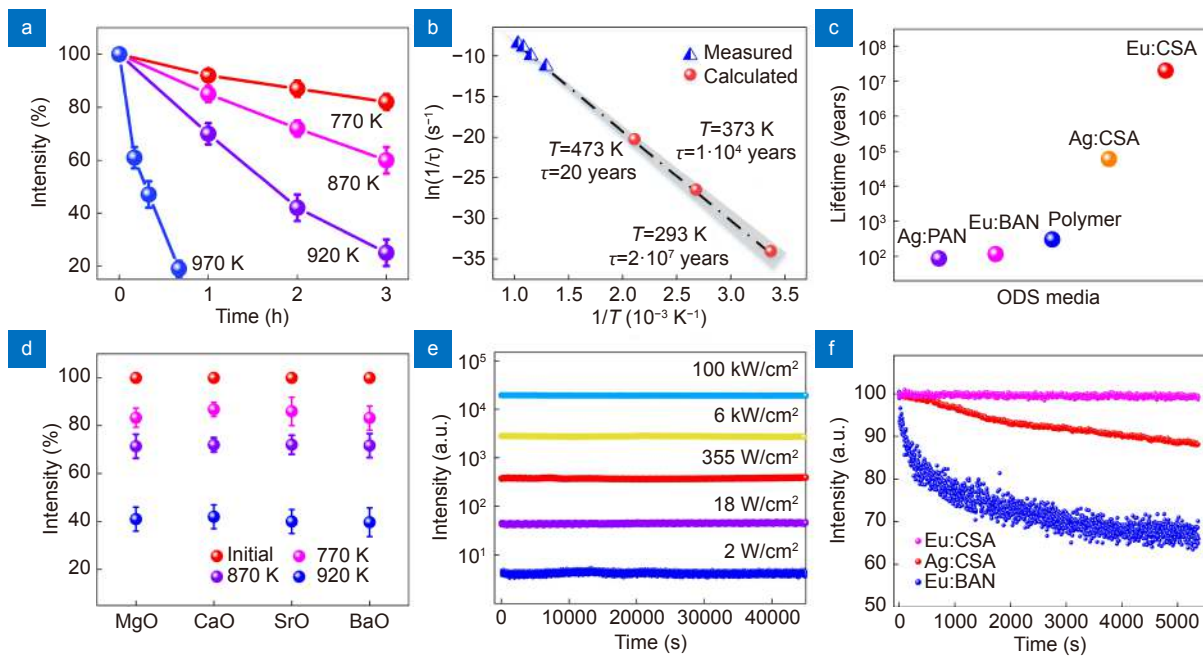 a
100
80
60
40
20
Intensity (%)
770 K
870 K
920 K
970 K
0
1
2
3
Time (h)
b
−5
−10
−15
−20
−25
−30
−35
ln(1/τ) (s⁻¹)
Measured
Calculated
T=373 K
τ=1·10⁴ years
T=473 K
τ=20 years
T=293 K
τ=2·10⁷ years
1.0
1.5
2.0
2.5
3.0
3.5
1/T (10⁻³ K⁻¹)
c
10⁸
10⁷
10⁶
10⁵
10⁴
10³
10²
Lifetime (years)
Eu:CSA
Ag:CSA
Polymer
Eu:BAN
Ag:PAN
ODS media
d
100
80
60
40
20
Intensity (%)
Initial
770 K
870 K
920 K
MgO
CaO
SrO
BaO
e
10⁵
10⁴
10³
10²
10¹
Intensity (a.u.)
100 kW/cm²
6 kW/cm²
355 W/cm²
18 W/cm²
2 W/cm²
0
10000
20000
30000
40000
Time (s)
f
100
90
80
70
60
50
Intensity (a.u.)
Eu:CSA
Ag:CSA
Eu:BAN
0
1000
2000
3000
4000
5000
Time (s)